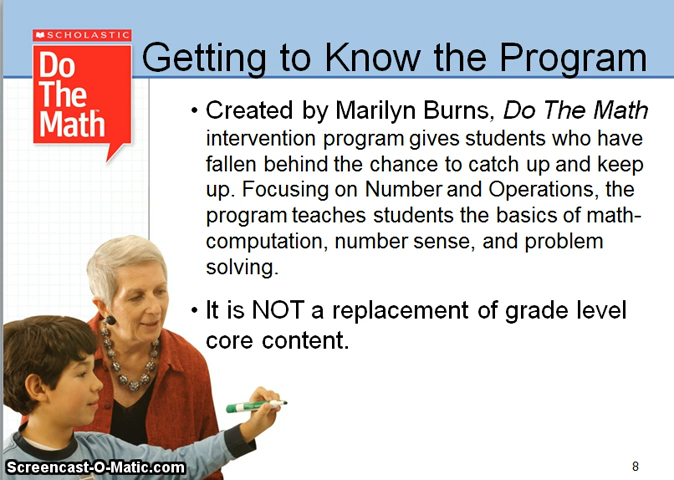 SCHOLASTIC
Do
The
Math™
Getting to Know the Program
• Created by Marilyn Burns, Do The Math
intervention program gives students who have
fallen behind the chance to catch up and keep
up. Focusing on Number and Operations, the
program teaches students the basics of math-
computation, number sense, and problem
solving.
• It is NOT a replacement of grade level
core content.
Screencast-O-Matic.com
8